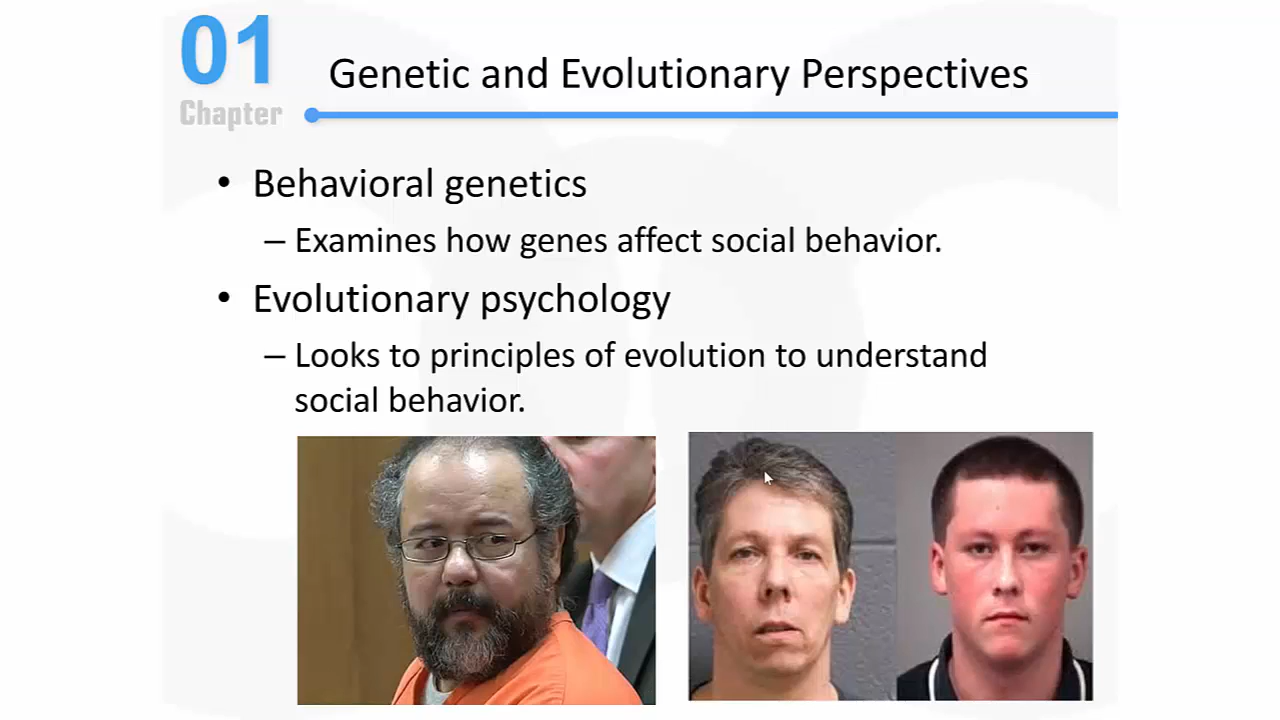 01
Chapter
Genetic and Evolutionary Perspectives
• Behavioral genetics
– Examines how genes affect social behavior.
• Evolutionary psychology
– Looks to principles of evolution to understand
social behavior.